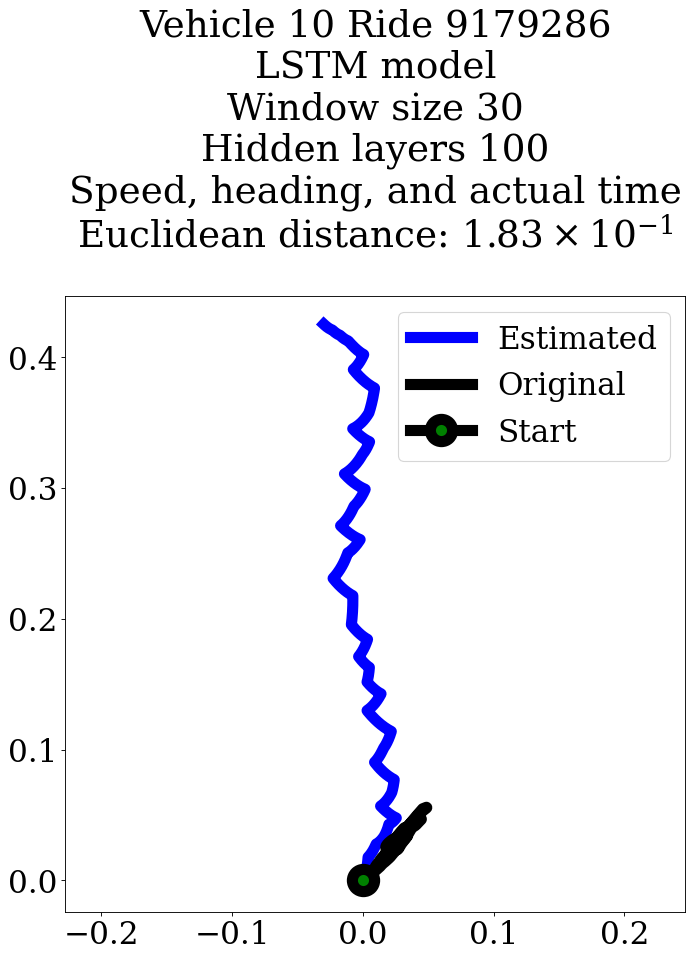 Vehicle 10 Ride 9179286
LSTM model
Window size 30
Hidden layers 100
Speed, heading, and actual time
Euclidean distance: 1.83 × 10⁻¹
Estimated
Original
Start
0.4
0.3
0.2
0.1
0.0
−0.2 −0.1 0.0 0.1 0.2